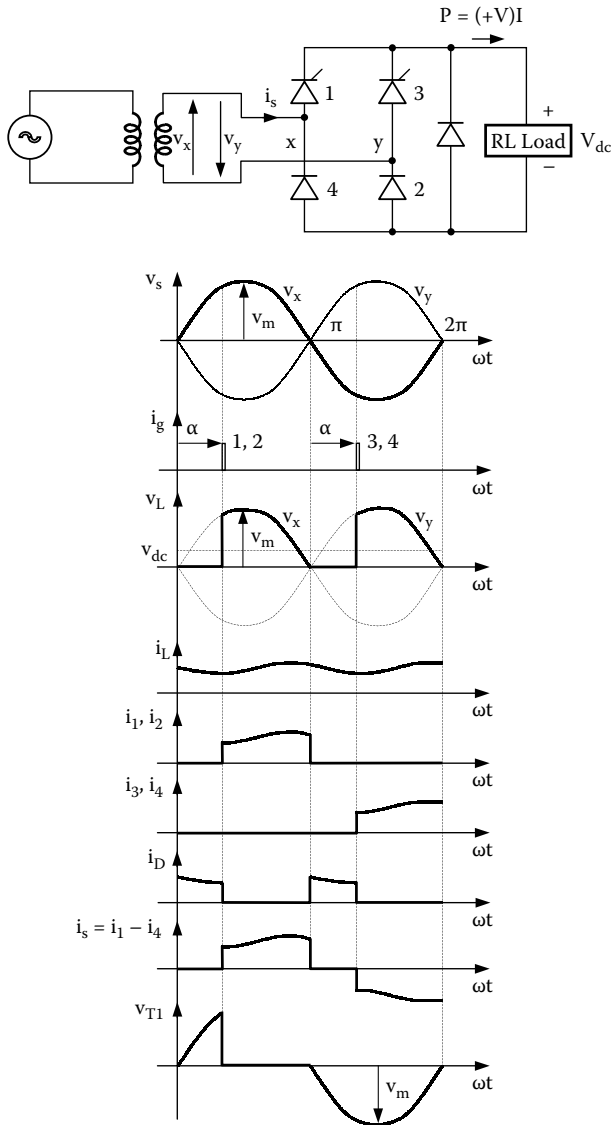 P = (+V)I
i_s
1
3
v_x
v_y
x
y
4
2
+
RL Load
−
V_dc
v_s
v_x
v_y
v_m
π
2π
ωt
i_g
α
1, 2
α
3, 4
ωt
v_L
v_x
v_y
v_m
v_dc
ωt
i_L
ωt
i_1, i_2
ωt
i_3, i_4
ωt
i_D
ωt
i_s = i_1 − i_4
ωt
v_T1
v_m
ωt